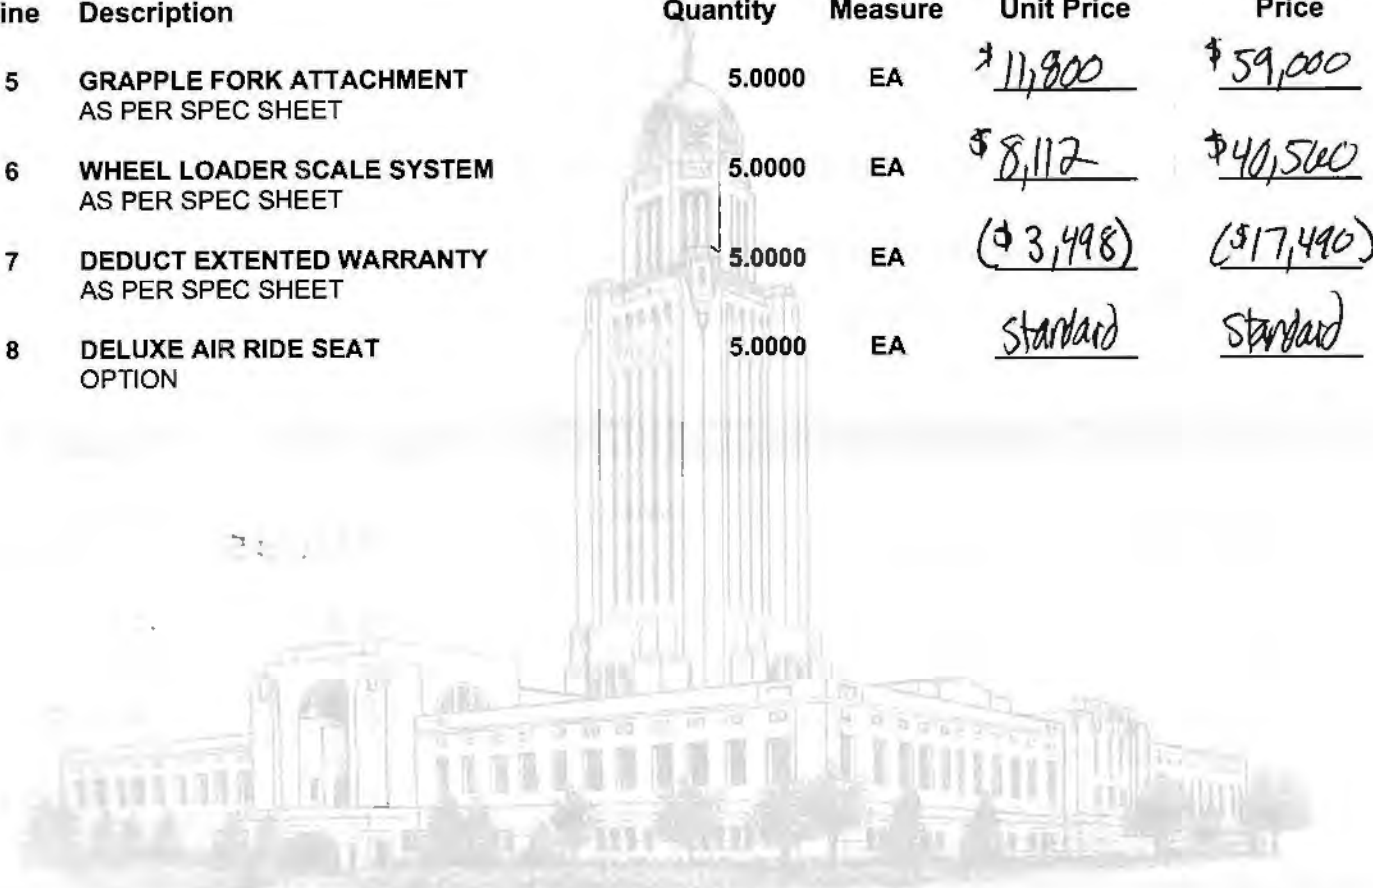 ine Description Quantity Measure Unit Price Price
5 GRAPPLE FORK ATTACHMENT 5.0000 EA $11,800 $59,000
AS PER SPEC SHEET
6 WHEEL LOADER SCALE SYSTEM 5.0000 EA $8,112 $40,560
AS PER SPEC SHEET
7 DEDUCT EXTENTED WARRANTY 5.0000 EA ($3,498) ($17,490)
AS PER SPEC SHEET
8 DELUXE AIR RIDE SEAT 5.0000 EA Standard Standard
OPTION